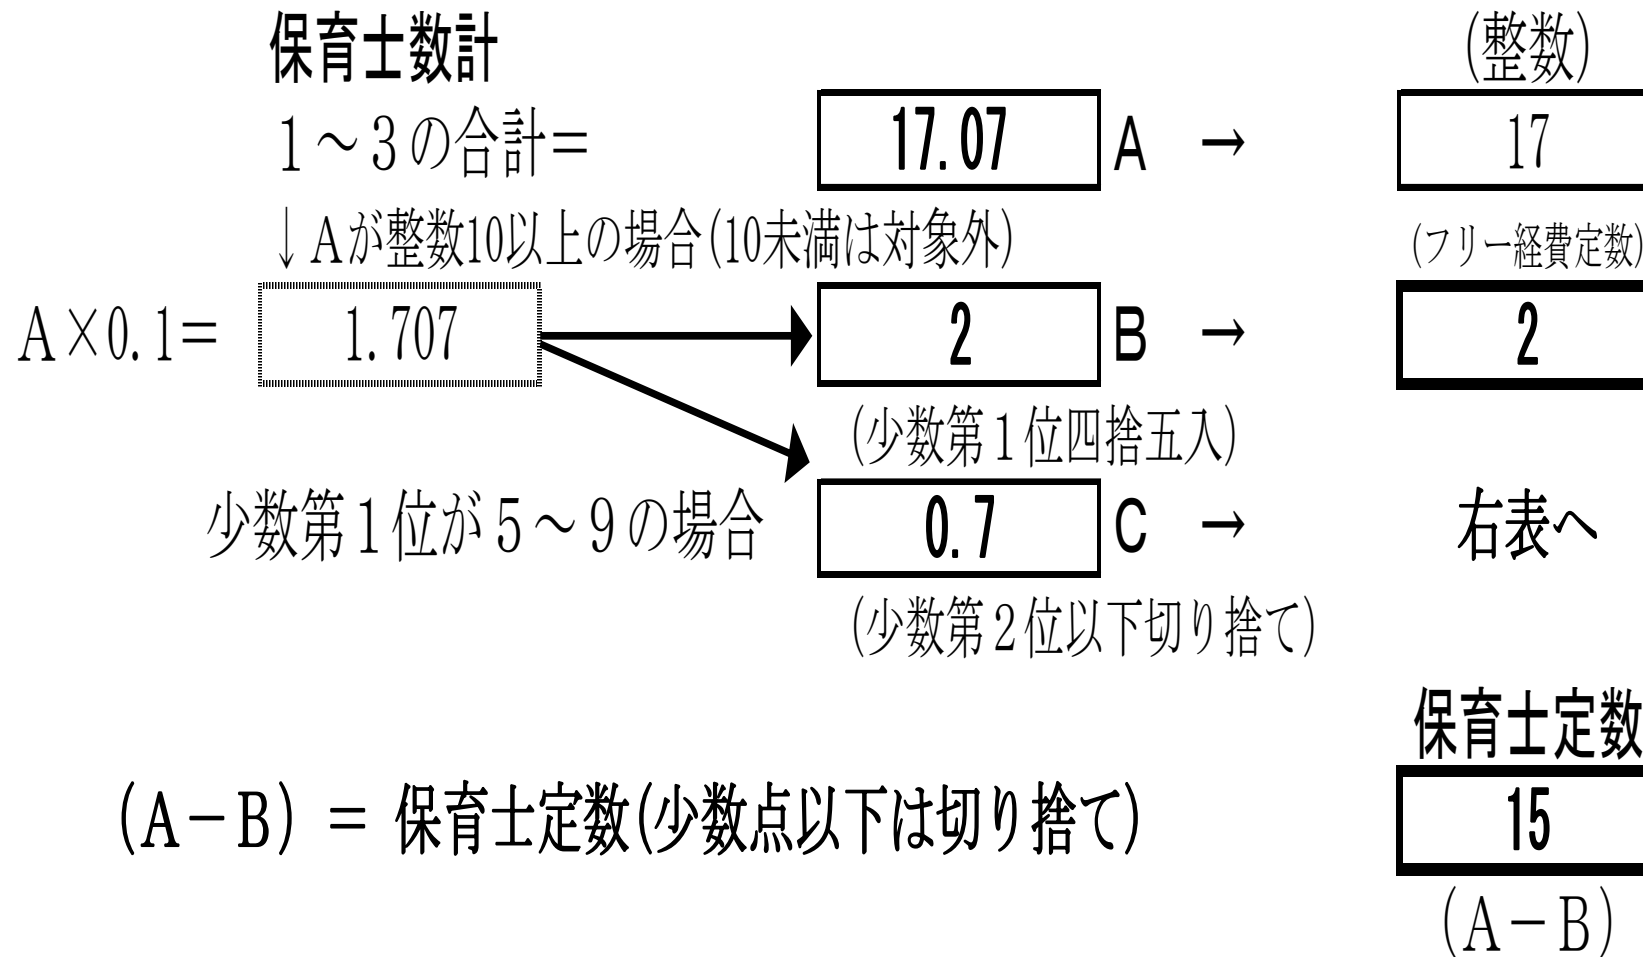 保育士数計 (整数)
1～3の合計＝ 17.07 A → 17
↓Aが整数10以上の場合(10未満は対象外) (フリー経費定数)
A×0.1＝ 1.707 2 B → 2
(少数第1位四捨五入)
少数第1位が5～9の場合 0.7 C → 右表へ
(少数第2位以下切り捨て)
保育士定数
(A－B) ＝ 保育士定数(少数点以下は切り捨て) 15
(A－B)